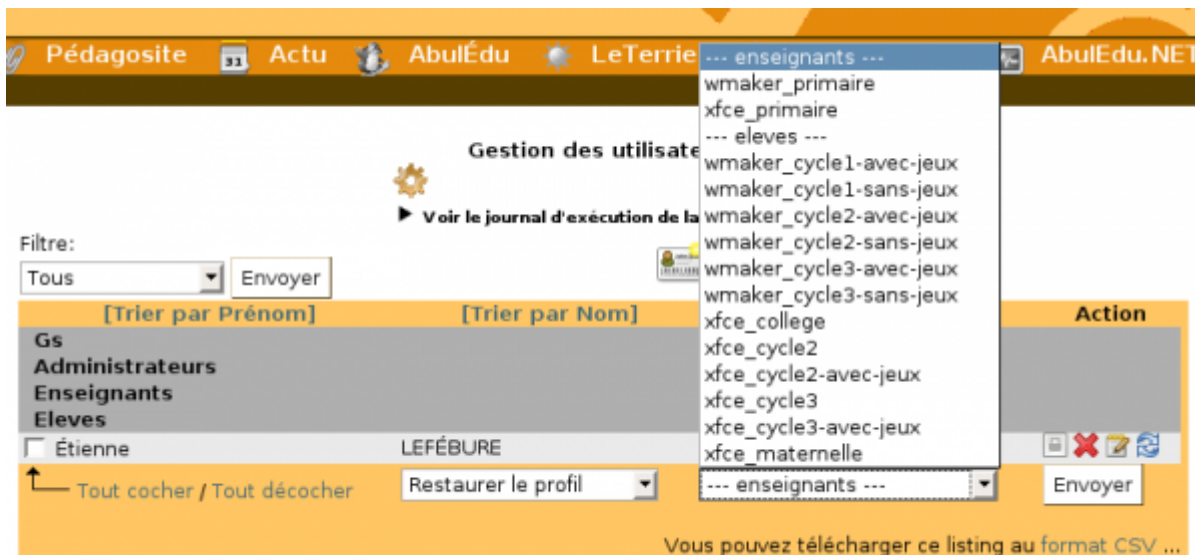 Pédagosite 31 Actu AbulÉdu LeTerrie AbulEdu.NET
Gestion des utilisate
Voir le journal d'exécution de la
Filtre:
Tous Envoyer
[Trier par Prénom] [Trier par Nom] Action
Gs
Administrateurs
Enseignants
Eleves
Étienne LEFÉBURE
Tout cocher / Tout décocher Restaurer le profil --- enseignants --- Envoyer
--- enseignants ---
wmaker_primaire
xfce_primaire
--- eleves ---
wmaker_cycle1-avec-jeux
wmaker_cycle1-sans-jeux
wmaker_cycle2-avec-jeux
wmaker_cycle2-sans-jeux
wmaker_cycle3-avec-jeux
wmaker_cycle3-sans-jeux
xfce_college
xfce_cycle2
xfce_cycle2-avec-jeux
xfce_cycle3
xfce_cycle3-avec-jeux
xfce_maternelle
Vous pouvez télécharger ce listing au format CSV ...